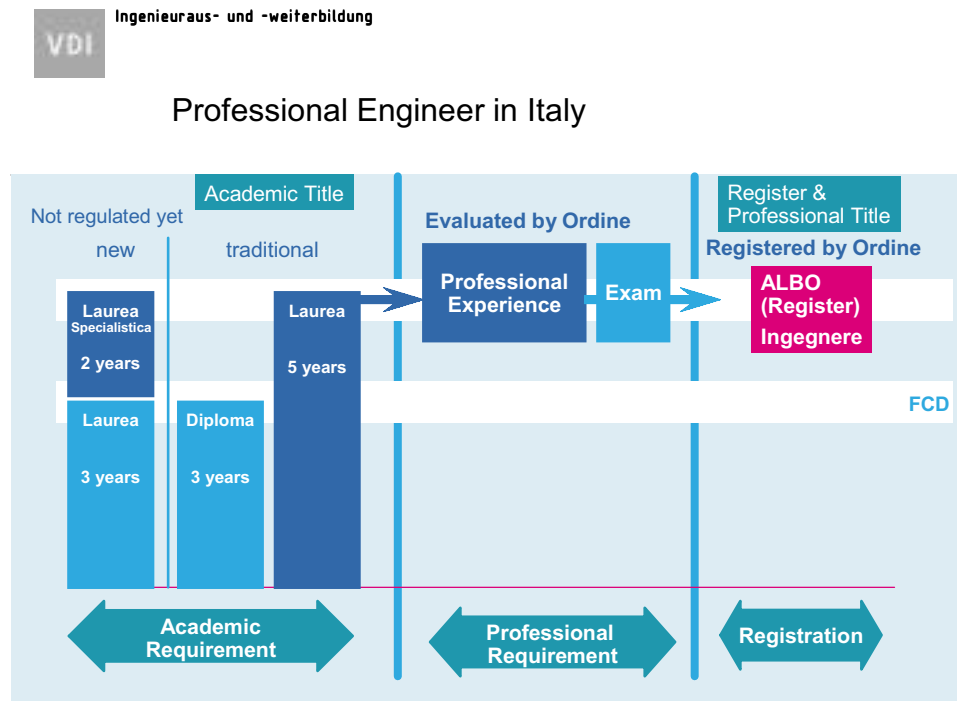 Ingenieuraus- und -weiterbildung
VDI
Professional Engineer in Italy
Academic Title
Not regulated yet
new
traditional
Laurea
Specialistica
2 years
Laurea
3 years
Diploma
3 years
Laurea
5 years
Evaluated by Ordine
Professional
Experience
Exam
Register &
Professional Title
Registered by Ordine
ALBO
(Register)
Ingegnere
FCD
Academic
Requirement
Professional
Requirement
Registration